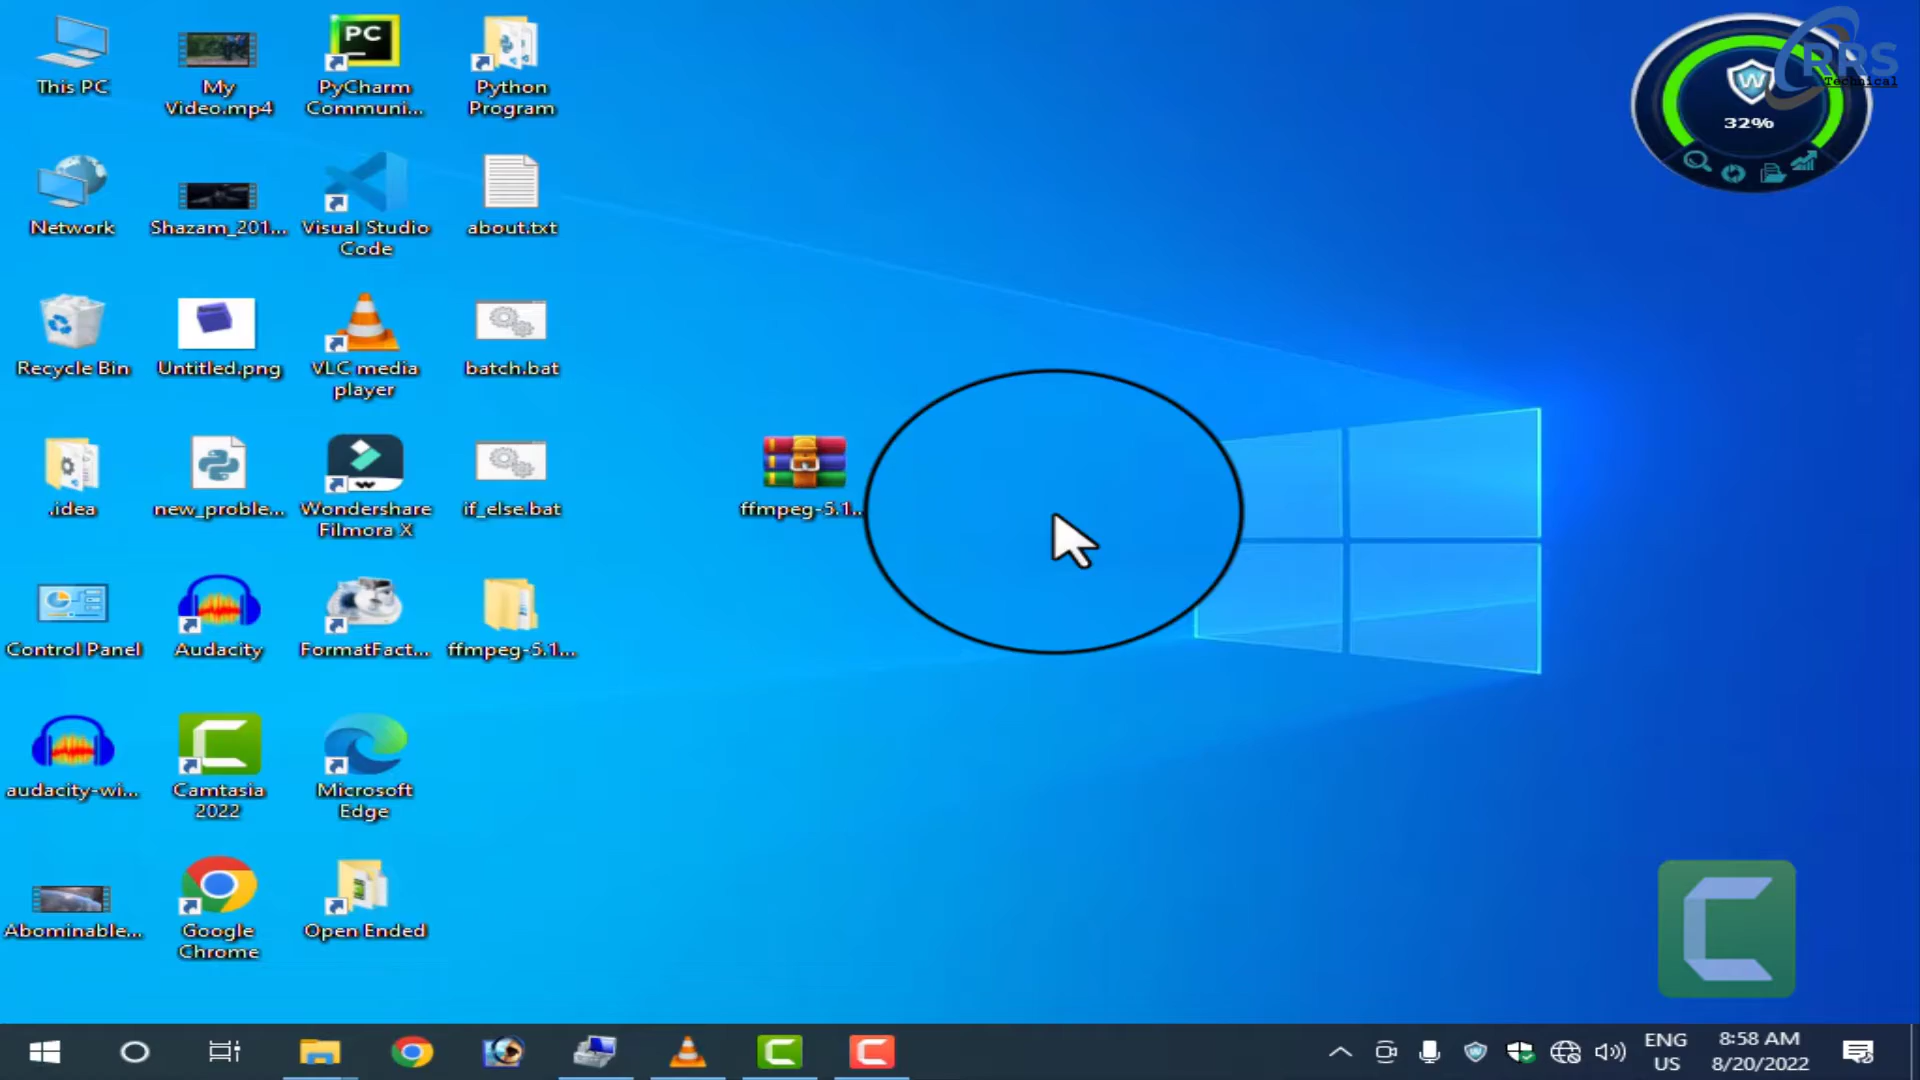 This PC
My
Video.mp4
PyCharm
Communi...
Python
Program
Network
Shazam_201...
Visual Studio
Code
about.txt
Recycle Bin
Untitled.png
VLC media
player
batch.bat
.idea
new_proble...
Wondershare
Filmora X
if_else.bat
ffmpeg-5.1...
Control Panel
Audacity
FormatFact...
ffmpeg-5.1...
audacity-wi...
Camtasia
2022
Microsoft
Edge
Abominable...
Google
Chrome
Open Ended
PC
W
32%
RRS
Technical
ENG
US
8:58 AM
8/20/2022